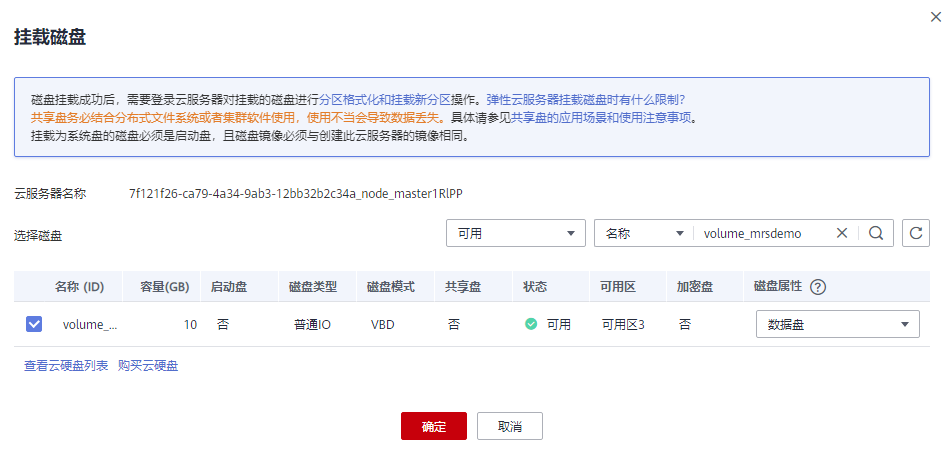 挂载磁盘
磁盘挂载成功后，需要登录云服务器对挂载的磁盘进行分区格式化和挂载新分区操作。弹性云服务器挂载磁盘时有什么限制?
共享盘务必结合分布式文件系统或者集群软件使用，使用不当会导致数据丢失。具体请参见共享盘的应用场景和使用注意事项。
挂载为系统盘的磁盘必须是启动盘，且磁盘镜像必须与创建此云服务器的镜像相同。
云服务器名称 7f121f26-ca79-4a34-9ab3-12bb32b2c34a_node_master1RlPP
选择磁盘 可用 名称 volume_mrsdemo
名称 (ID) 容量(GB) 启动盘 磁盘类型 磁盘模式 共享盘 状态 可用区 加密盘 磁盘属性 ?
volume_... 10 否 普通IO VBD 否 可用 可用区3 否 数据盘
查看云硬盘列表 购买云硬盘
确定 取消